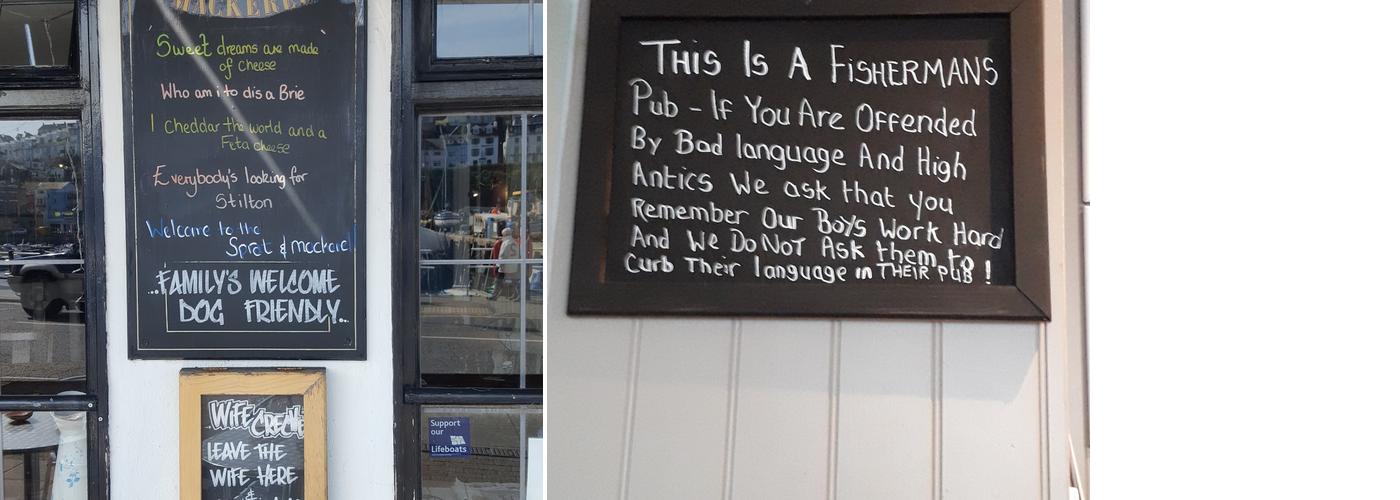 MACKEREL
Sweet dreams are made
of cheese
Who am i to dis a Brie
I Cheddar the world and a
Feta cheese
Everybody's looking for
Stilton
Welcome to the
Sprat & mackarel
..FAMILY'S WELCOME
DOG FRIENDLY..
WIFE CRECHE
LEAVE THE
WIFE HERE
&
Support
our
Lifeboats
THIS IS A FISHERMANS
Pub - If You Are Offended
By Bad language And High
Antics We ask that you
Remember Our Boys Work Hard
And We Do NOT Ask them to
Curb Their language in THEIR PUB !